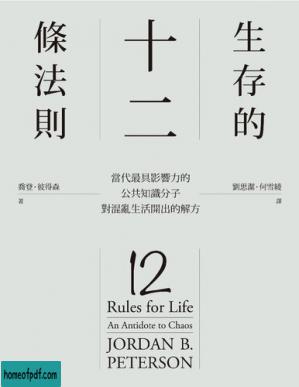 生存的
十二
條法則
當代最具影響力的
公共知識分子
對混亂生活開出的解方
喬登·彼得森
著
劉思潔·何雪綾
譯
12
Rules for Life
An Antidote to Chaos
JORDAN B.
PETERSON
homeofpdf.com